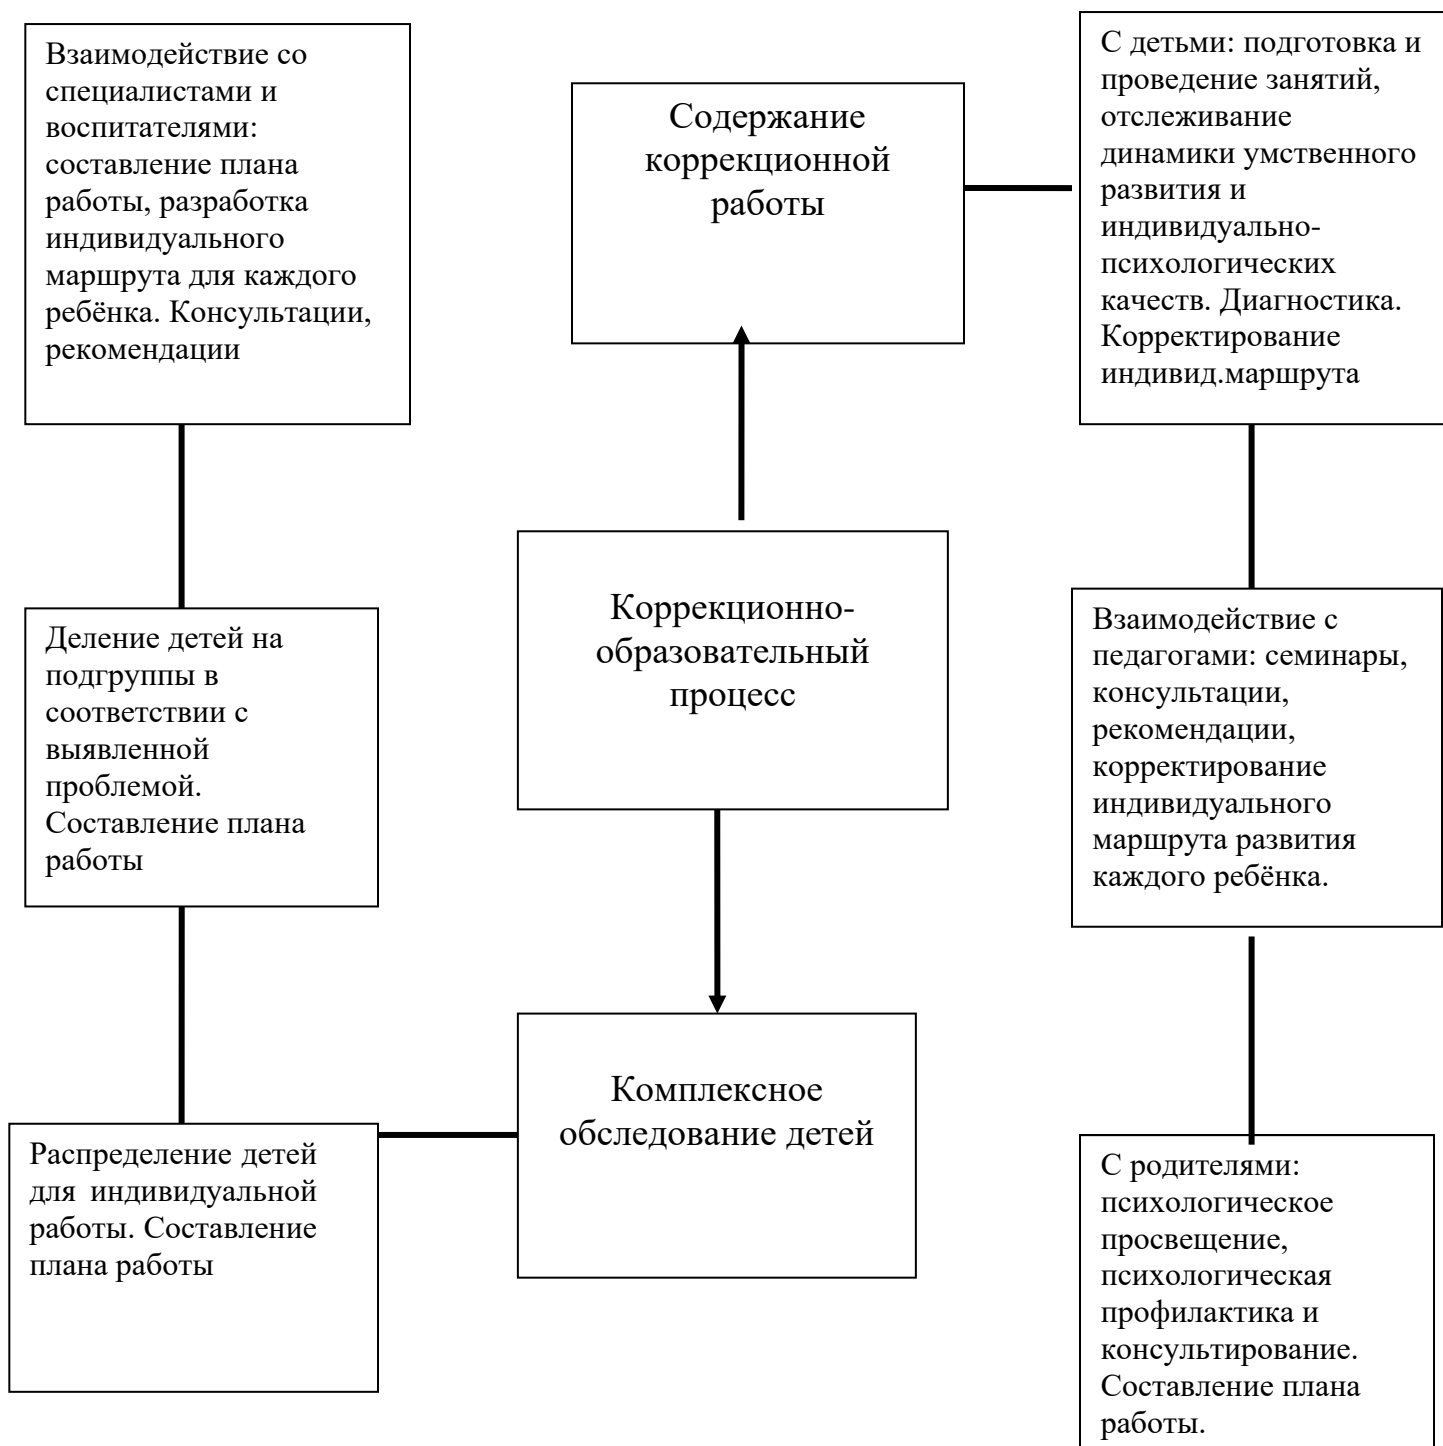 Взаимодействие со
специалистами и
воспитателями:
составление плана
работы, разработка
индивидуального
маршрута для каждого
ребёнка. Консультации,
рекомендации
Содержание
коррекционной
работы
С детьми: подготовка и
проведение занятий,
отслеживание
динамики умственного
развития и
индивидуально-
психологических
качеств. Диагностика.
Корректирование
индивид.маршрута
Деление детей на
подгруппы в
соответствии с
выявленной
проблемой.
Составление плана
работы
Коррекционно-
образовательный
процесс
Взаимодействие с
педагогами: семинары,
консультации,
рекомендации,
корректирование
индивидуального
маршрута развития
каждого ребёнка.
Распределение детей
для индивидуальной
работы. Составление
плана работы
Комплексное
обследование детей
С родителями:
психологическое
просвещение,
психологическая
профилактика и
консультирование.
Составление плана
работы.